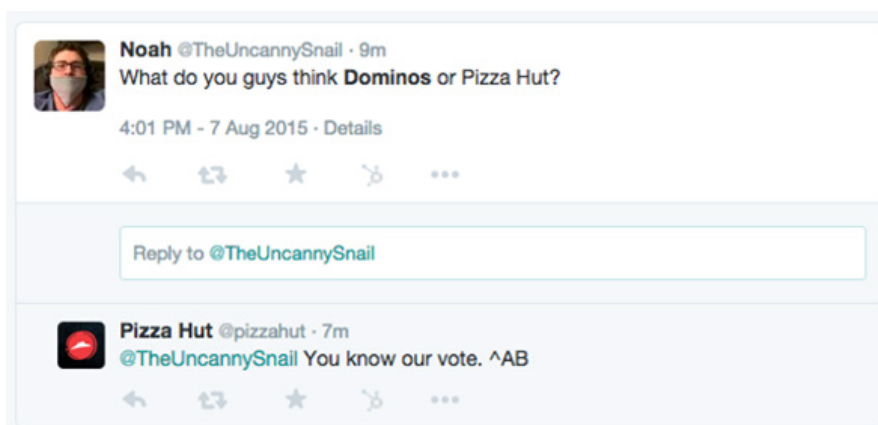 Noah @TheUncannySnail · 9m
What do you guys think Dominos or Pizza Hut?
4:01 PM - 7 Aug 2015 · Details
Reply to @TheUncannySnail
Pizza Hut @pizzahut · 7m
@TheUncannySnail You know our vote. ^AB